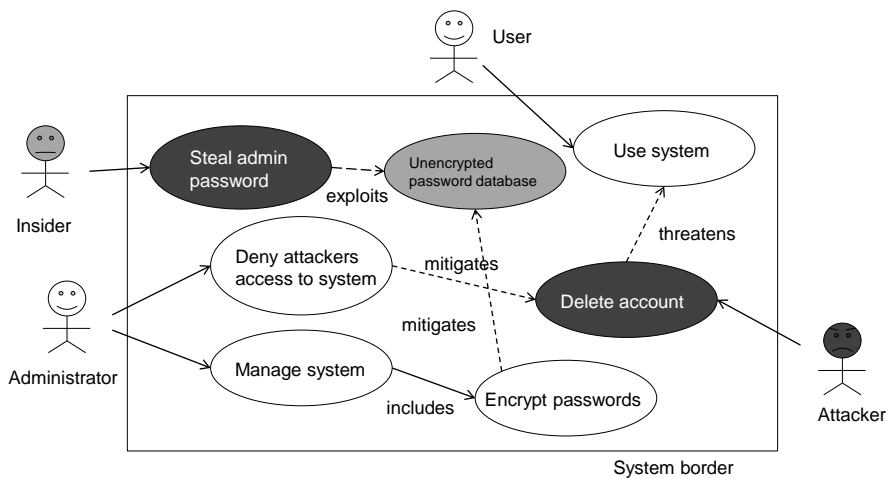 User
Steal admin
password
Unencrypted
password database
Use system
exploits
Insider
threatens
Deny attackers
access to system
mitigates
Delete account
mitigates
Administrator
Manage system
includes
Encrypt passwords
Attacker
System border